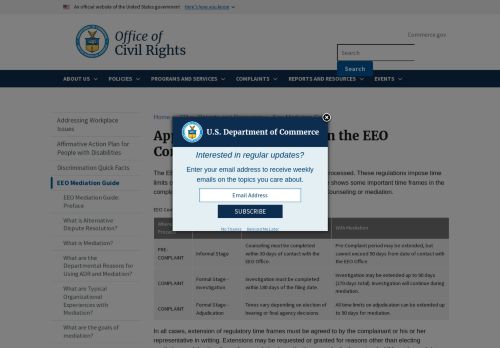 An official website of the United States government Here's how you know
Office of
Civil Rights
Commerce.gov
Search
Search
ABOUT US POLICIES PROGRAMS AND SERVICES COMPLAINTS REPORTS AND RESOURCES EVENTS
Addressing Workplace
Issues
Affirmative Action Plan for
People with Disabilities
Discrimination Quick Facts
EEO Mediation Guide
EEO Mediation Guide:
Preface
What is Alternative
Dispute Resolution?
What is Mediation?
What are the
Departmental Reasons for
Using ADR and Mediation?
What are Typical
Organizational
Experiences with
Mediation?
What are the goals of
mediation?
Home
n the EEO
U.S. Department of Commerce
Interested in regular updates?
Enter your email address to receive weekly
emails on the topics you care about.
Email Address
SUBSCRIBE
No Thanks Remind Me Later
The EE
rocessed. These regulations impose time
limits o
e shows some important time frames in the
comple
ounseling or mediation.
With Mediation
PRE-
COMPLAINT
Informal Stage
Counseling must be completed
within 30 days of contact with the
EEO Office.
Pre-Complaint period may be extended, but
cannot exceed 90 days from date of contact with
the EEO Office.
COMPLAINT
Formal Stage -
Investigation
Investigation must be completed
within 180 days of the filing date.
Investigation may be extended up to 90 days
(270 days total). Investigation will continue during
mediation.
COMPLAINT
Formal Stage -
Adjudication
Times vary depending on election of
hearing or final agency decisions.
All time limits on adjudication can be extended up
to 90 days for mediation.
In all cases, extension of regulatory time frames must be agreed to by the complainant or his or her
representative in writing. Extensions may be requested or granted for reasons other than electing